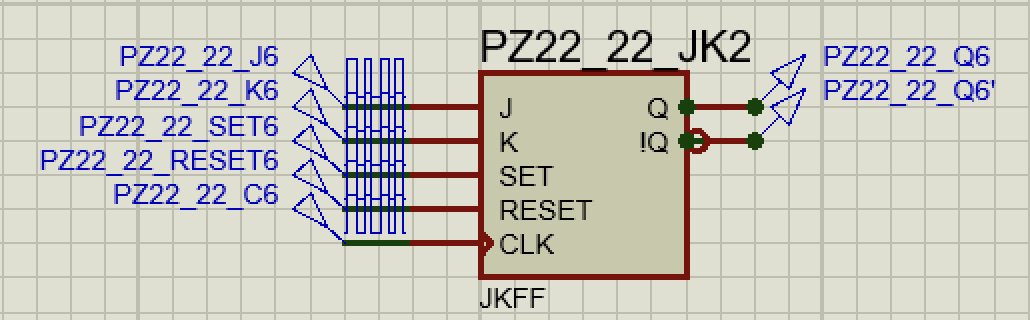 PZ22_22_JK2
PZ22_22_J6
PZ22_22_K6
PZ22_22_SET6
PZ22_22_RESET6
PZ22_22_C6
J
K
SET
RESET
CLK
Q
!Q
PZ22_22_Q6
PZ22_22_Q6'
JKFF